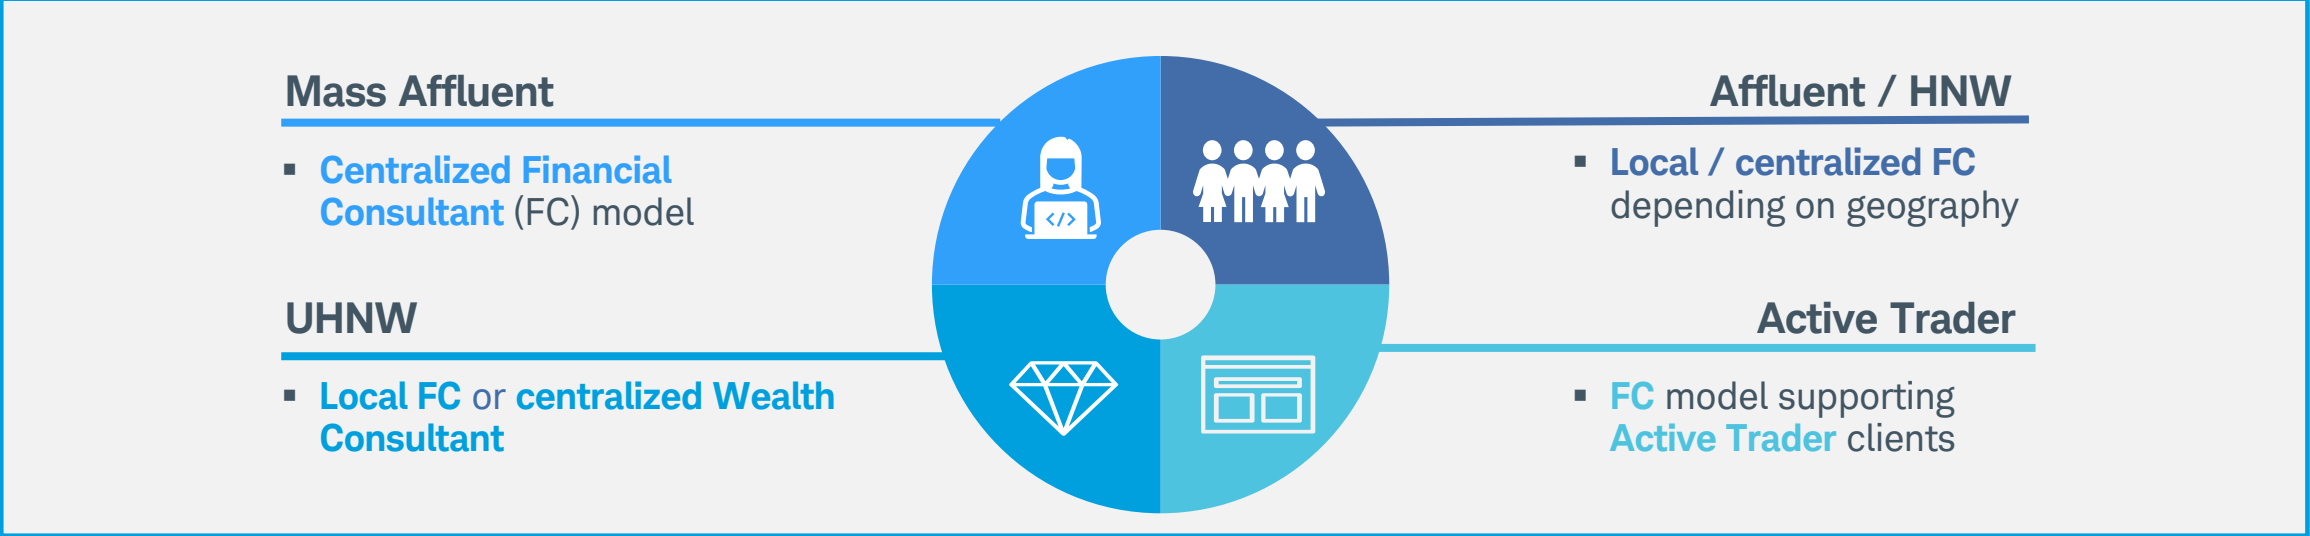 Mass Affluent
▪ Centralized Financial
Consultant (FC) model
Affluent / HNW
▪ Local / centralized FC
depending on geography
UHNW
▪ Local FC or centralized Wealth
Consultant
Active Trader
▪ FC model supporting
Active Trader clients
</>